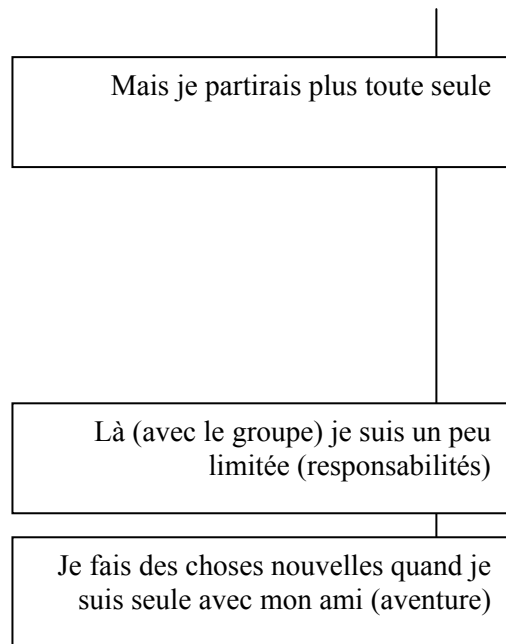 Mais je partirais plus toute seule
Là (avec le groupe) je suis un peu
limitée (responsabilités)
Je fais des choses nouvelles quand je
suis seule avec mon ami (aventure)